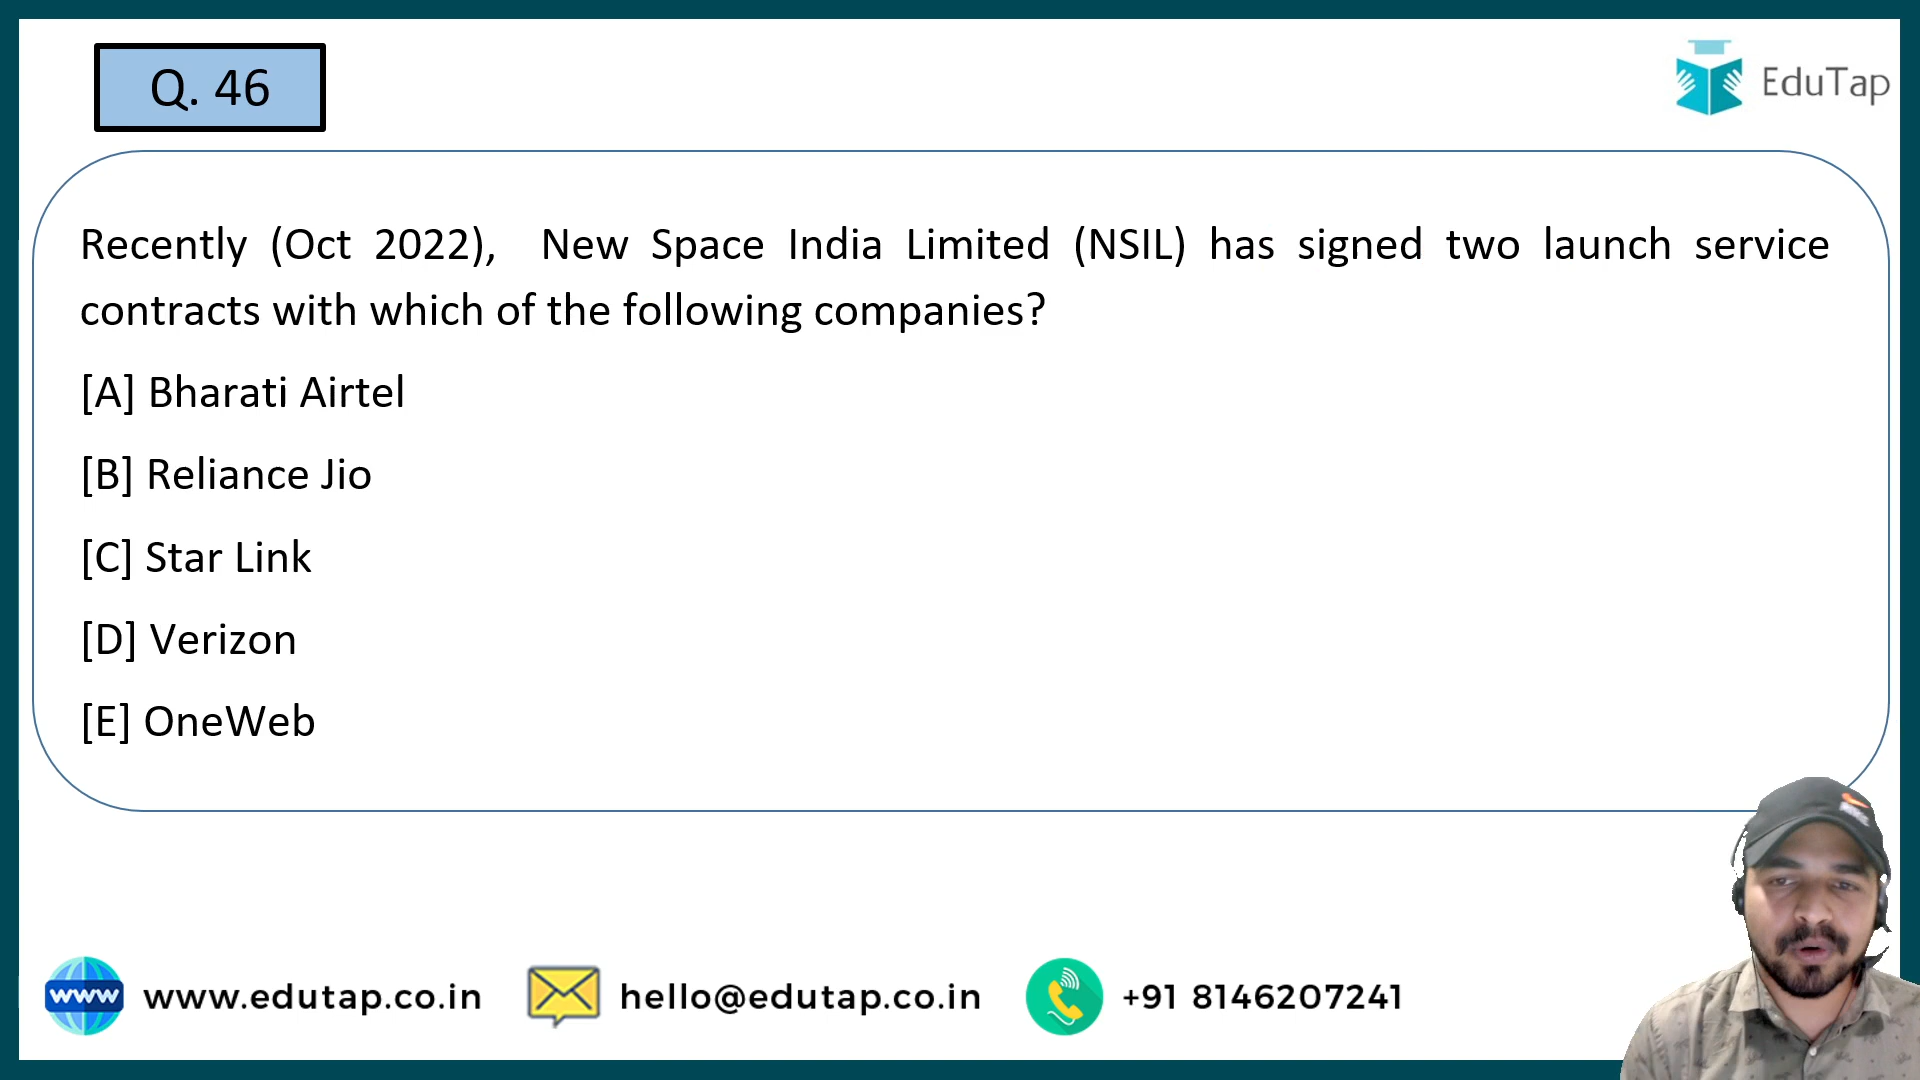 Q. 46
EduTap
Recently (Oct 2022), New Space India Limited (NSIL) has signed two launch service
contracts with which of the following companies?
[A] Bharati Airtel
[B] Reliance Jio
[C] Star Link
[D] Verizon
[E] OneWeb
www www.edutap.co.in hello@edutap.co.in +91 8146207241